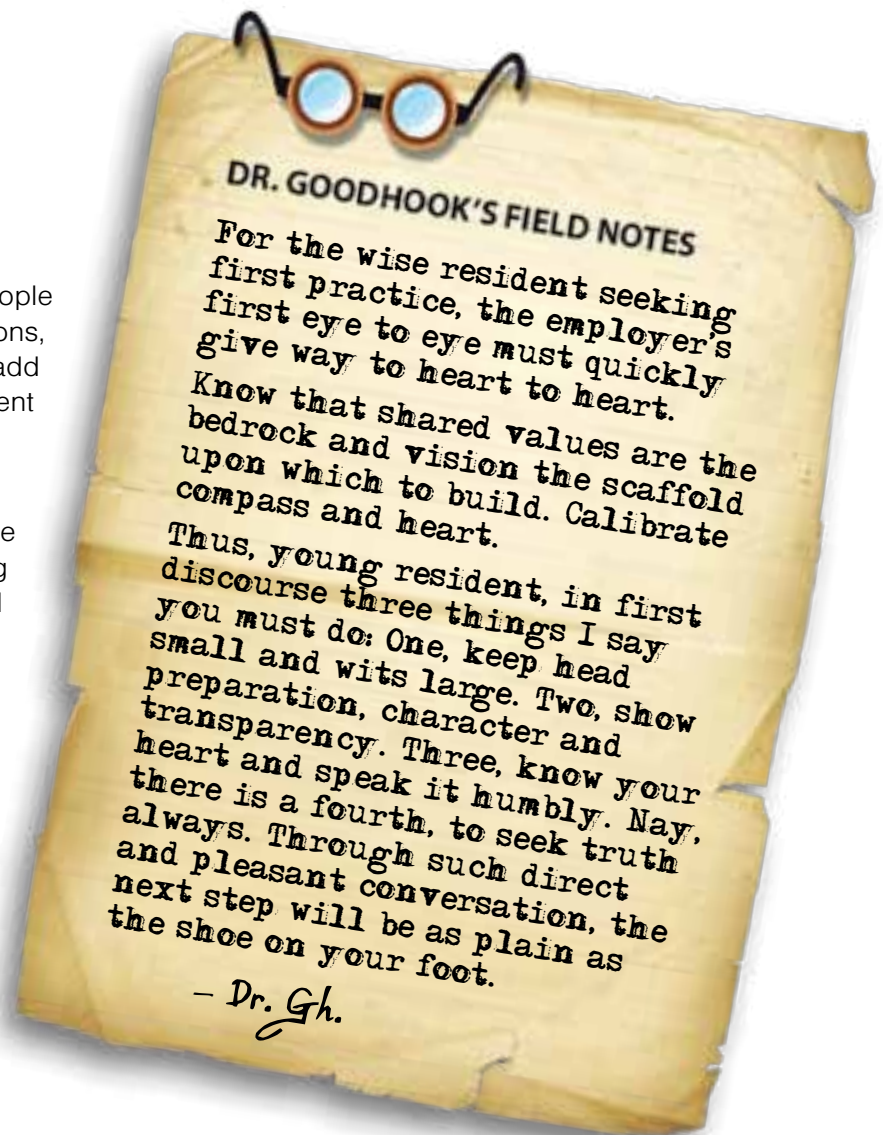 ople
ons,
add
ent
e
g
l
DR. GOODHOOK'S FIELD NOTES
For the wise resident seeking
first practice, the employer's
first eye to eye must quickly
give way to heart to heart.
Know that shared values are the
bedrock and vision the scaffold
upon which to build. Calibrate
compass and heart.
Thus, young resident, in first
discourse three things I say
you must do: One, keep head
small and wits large. Two, show
preparation, character and
transparency. Three, know your
heart and speak it humbly. Nay,
there is a fourth, to seek truth
always. Through such direct
and pleasant conversation, the
next step will be as plain as
the shoe on your foot.
– Dr. Gh.